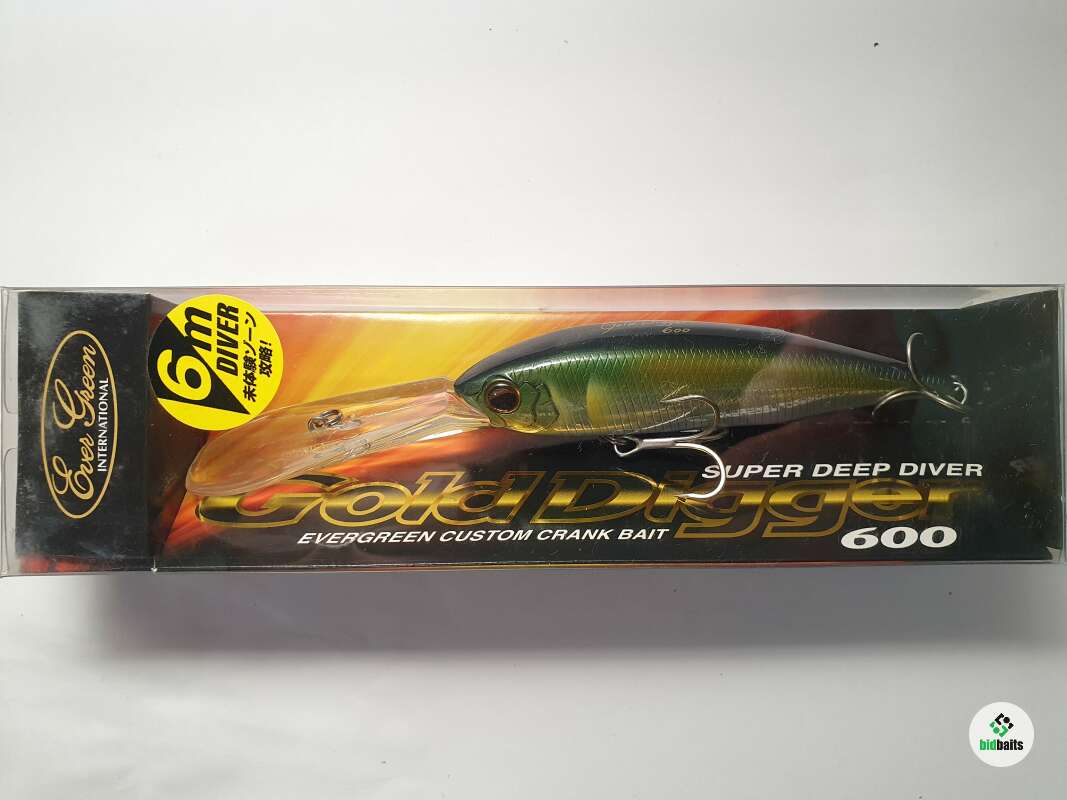 Ever Green
INTERNATIONAL
6m
DIVER
未体験ゾーン
攻略!
600
Gold Digger
SUPER DEEP DIVER
EVERGREEN CUSTOM CRANK BAIT
600
bidbaits